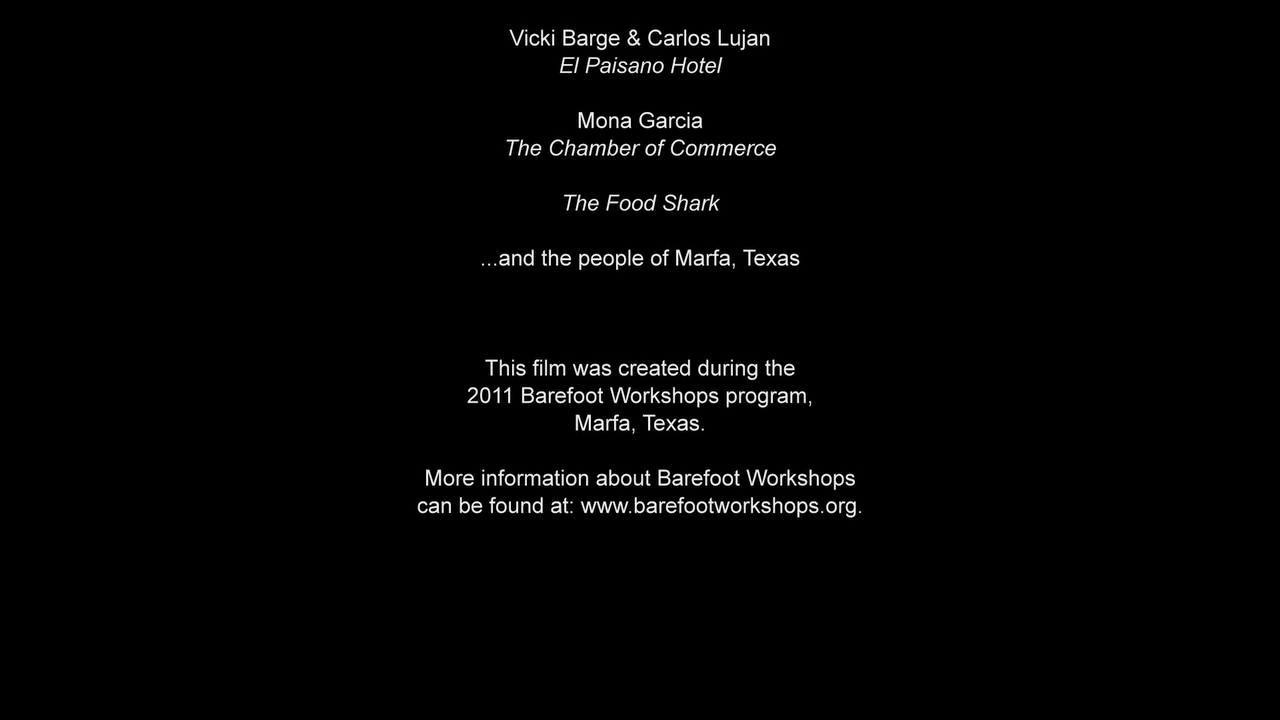 Vicki Barge & Carlos Lujan
El Paisano Hotel
Mona Garcia
The Chamber of Commerce
The Food Shark
...and the people of Marfa, Texas
This film was created during the
2011 Barefoot Workshops program,
Marfa, Texas.
More information about Barefoot Workshops
can be found at: www.barefootworkshops.org.